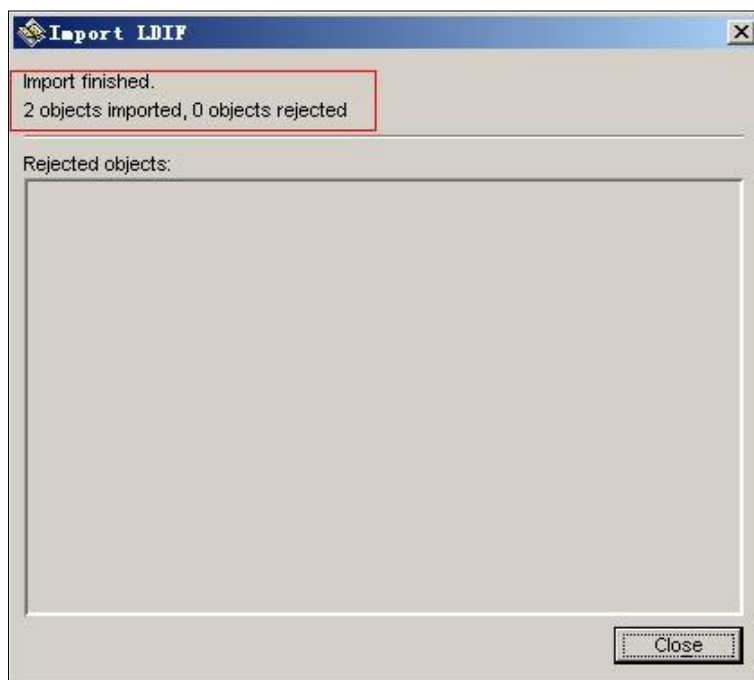 Import LDIF
Import finished.
2 objects imported, 0 objects rejected
Rejected objects:
Close